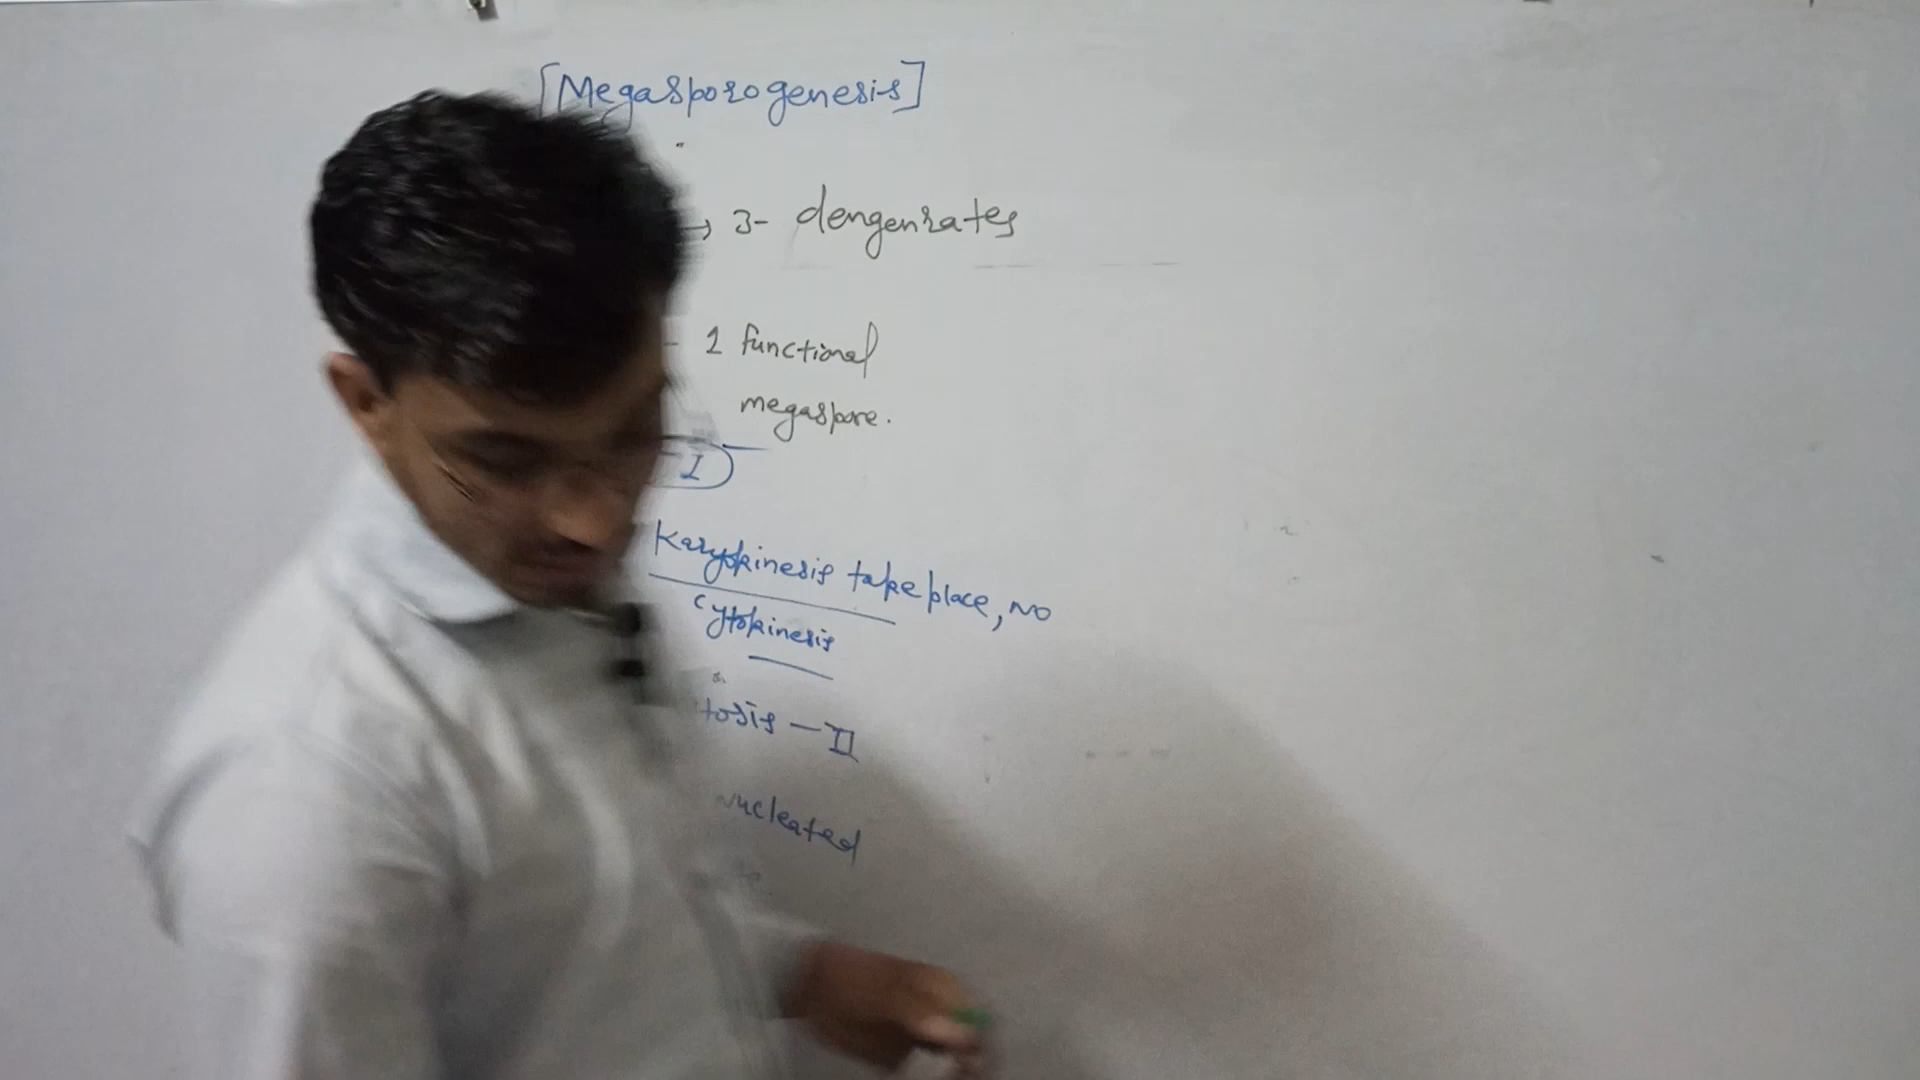 [Megasporogenesis]
→ 3- dengenrates
- 1 functional
megaspore.
- I
Karyokinesis take place, no
Cytokinesis
tosis - II
nucleated